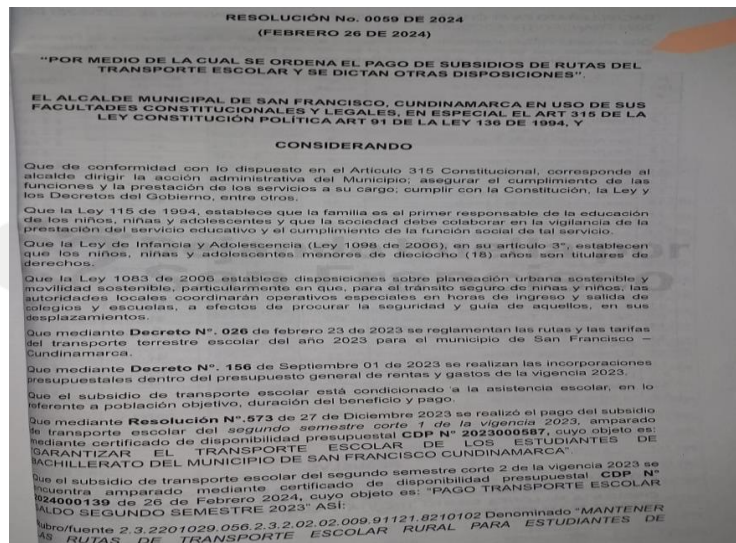 RESOLUCIÓN No. 0059 DE 2024
(FEBRERO 26 DE 2024)
"POR MEDIO DE LA CUAL SE ORDENA EL PAGO DE SUBSIDIOS DE RUTAS DEL
TRANSPORTE ESCOLAR Y SE DICTAN OTRAS DISPOSICIONES".
EL ALCALDE MUNICIPAL DE SAN FRANCISCO, CUNDINAMARCA EN USO DE SUS
FACULTADES CONSTITUCIONALES Y LEGALES, EN ESPECIAL EL ART 315 DE LA
LEY CONSTITUCIÓN POLÍTICA ART 91 DE LA LEY 136 DE 1994, Y
CONSIDERANDO
Que de conformidad con lo dispuesto en el Artículo 315 Constitucional, corresponde al
alcalde dirigir la acción administrativa del Municipio; asegurar el cumplimiento de las
funciones y la prestación de los servicios a su cargo; cumplir con la Constitución, la Ley y
los Decretos del Gobierno, entre otros.
Que la Ley 115 de 1994, establece que la familia es el primer responsable de la educación
de los niños, niñas y adolescentes y que la sociedad debe colaborar en la vigilancia de la
prestación del servicio educativo y el cumplimiento de la función social de tal servicio.
Que la Ley de Infancia y Adolescencia (Ley 1098 de 2006), en su artículo 3°, establecen
que los niños, niñas y adolescentes menores de dieciocho (18) años son titulares de
derechos.
Que la Ley 1083 de 2006 establece disposiciones sobre planeación urbana sostenible y
movilidad sostenible, particularmente en que, para el tránsito seguro de niñas y niños, las
autoridades locales coordinarán operativos especiales en horas de ingreso y salida de
colegios y escuelas, a efectos de procurar la seguridad y guía de aquellos, en sus
desplazamientos.
Que mediante Decreto N°. 026 de febrero 23 de 2023 se reglamentan las rutas y las tarifas
del transporte terrestre escolar del año 2023 para el municipio de San Francisco –
Cundinamarca.
Que mediante Decreto N°. 156 de Septiembre 01 de 2023 se realizan las incorporaciones
presupuestales dentro del presupuesto general de rentas y gastos de la vigencia 2023.
Que el subsidio de transporte escolar está condicionado a la asistencia escolar, en lo
referente a población objetivo, duración del beneficio y pago.
Que mediante Resolución N°.573 de 27 de Diciembre 2023 se realizó el pago del subsidio
de transporte escolar del segundo semestre corte 1 de la vigencia 2023, amparado
mediante certificado de disponibilidad presupuestal CDP N° 2023000587, cuyo objeto es:
"GARANTIZAR EL TRANSPORTE ESCOLAR DE LOS ESTUDIANTES DE
BACHILLERATO DEL MUNICIPIO DE SAN FRANCISCO CUNDINAMARCA"
Que el subsidio de transporte escolar del segundo semestre corte 2 de la vigencia 2023 se
encuentra amparado mediante certificado de disponibilidad presupuestal CDP N°
2024000139 de 26 de Febrero 2024, cuyo objeto es: "PAGO TRANSPORTE ESCOLAR
SALDO SEGUNDO SEMESTRE 2023" ASÍ:
Rubro/fuente 2.3.2201029.056.2.3.2.02.02.009.91121.8210102 Denominado "MANTENER
LAS RUTAS DE TRANSPORTE ESCOLAR RURAL PARA ESTUDIANTES DE